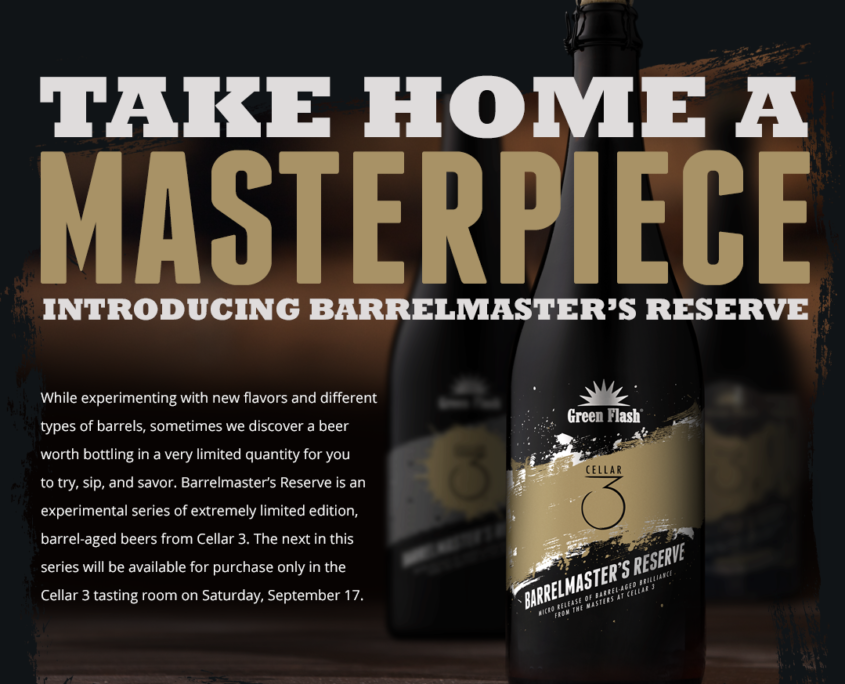 TAKE HOME A
MASTERPIECE
INTRODUCING BARRELMASTER'S RESERVE
While experimenting with new flavors and different
types of barrels, sometimes we discover a beer
worth bottling in a very limited quantity for you
to try, sip, and savor. Barrelmaster's Reserve is an
experimental series of extremely limited edition,
barrel-aged beers from Cellar 3. The next in this
series will be available for purchase only in the
Cellar 3 tasting room on Saturday, September 17.
Green Flash
CELLAR
3
BARRELMASTER'S RESERVE
MICRO RELEASE OF BARREL-AGED BRILLIANCE
FROM THE MASTERS AT CELLAR 3
Green Flash
3